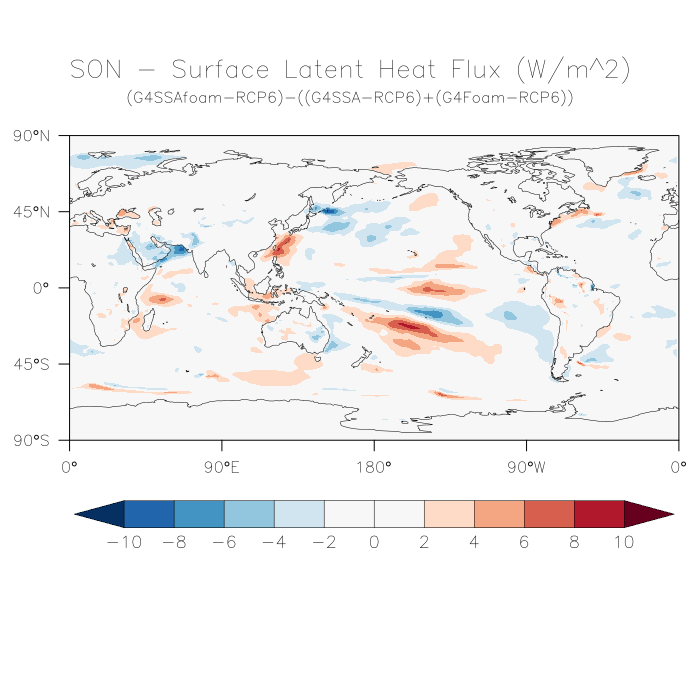 SON − Surface Latent Heat Flux (W/m^2)
(G4SSAfoam−RCP6)−((G4SSA−RCP6)+(G4Foam−RCP6))
90°N
45°N
0°
45°S
90°S
0° 90°E 180° 90°W 0°
−10 −8 −6 −4 −2 0 2 4 6 8 10